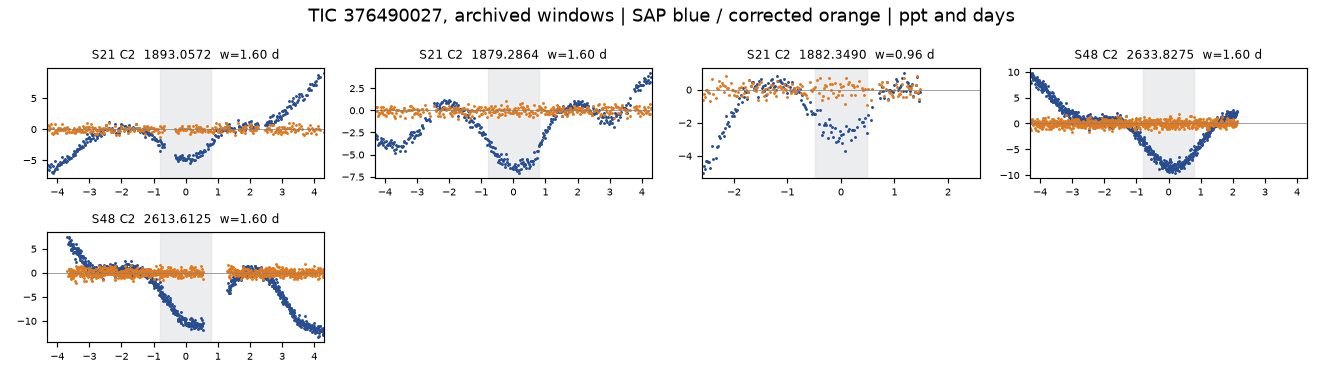 TIC 376490027, archived windows | SAP blue / corrected orange | ppt and days
S21 C2 1893.0572 w=1.60 d
S21 C2 1879.2864 w=1.60 d
S21 C2 1882.3490 w=0.96 d
S48 C2 2633.8275 w=1.60 d
5
0
−5
−4 −3 −2 −1 0 1 2 3 4
2.5
0.0
−2.5
−5.0
−7.5
−4 −3 −2 −1 0 1 2 3 4
0
−2
−4
−2 −1 0 1 2
10
5
0
−5
−10
−4 −3 −2 −1 0 1 2 3 4
S48 C2 2613.6125 w=1.60 d
5
0
−5
−10
−4 −3 −2 −1 0 1 2 3 4